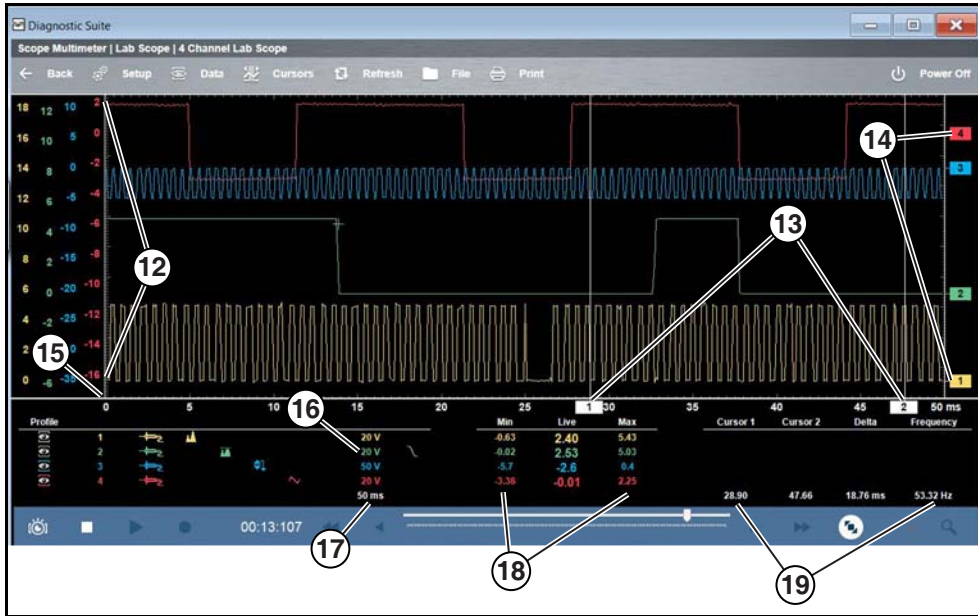 Diagnostic Suite
Scope Multimeter | Lab Scope | 4 Channel Lab Scope
Back Setup Data Cursors Refresh File Print Power Off
18 12 10 2
16 10 5 0 4
14 8 0 -2 14 3
12 6 -5 -4
10 4 -10 -6 13
8 2 -15 -8 12
6 0 -20 -10 2
4 -2 -25 -12
2 -14
0 -6 -35 -16 1
15
0 5 10 15 20 25 1 30 35 40 45 2 50 ms
16
Profile Min Live Max Cursor 1 Cursor 2 Delta Frequency
1 20 V -0.63 2.40 5.43
2 20 V -0.02 2.53 5.03
3 50 V -5.7 -2.6 0.4
4 20 V -3.36 -0.01 2.25
50 ms 28.90 47.66 18.76 ms 53.32 Hz
00:13:107
17 18 19